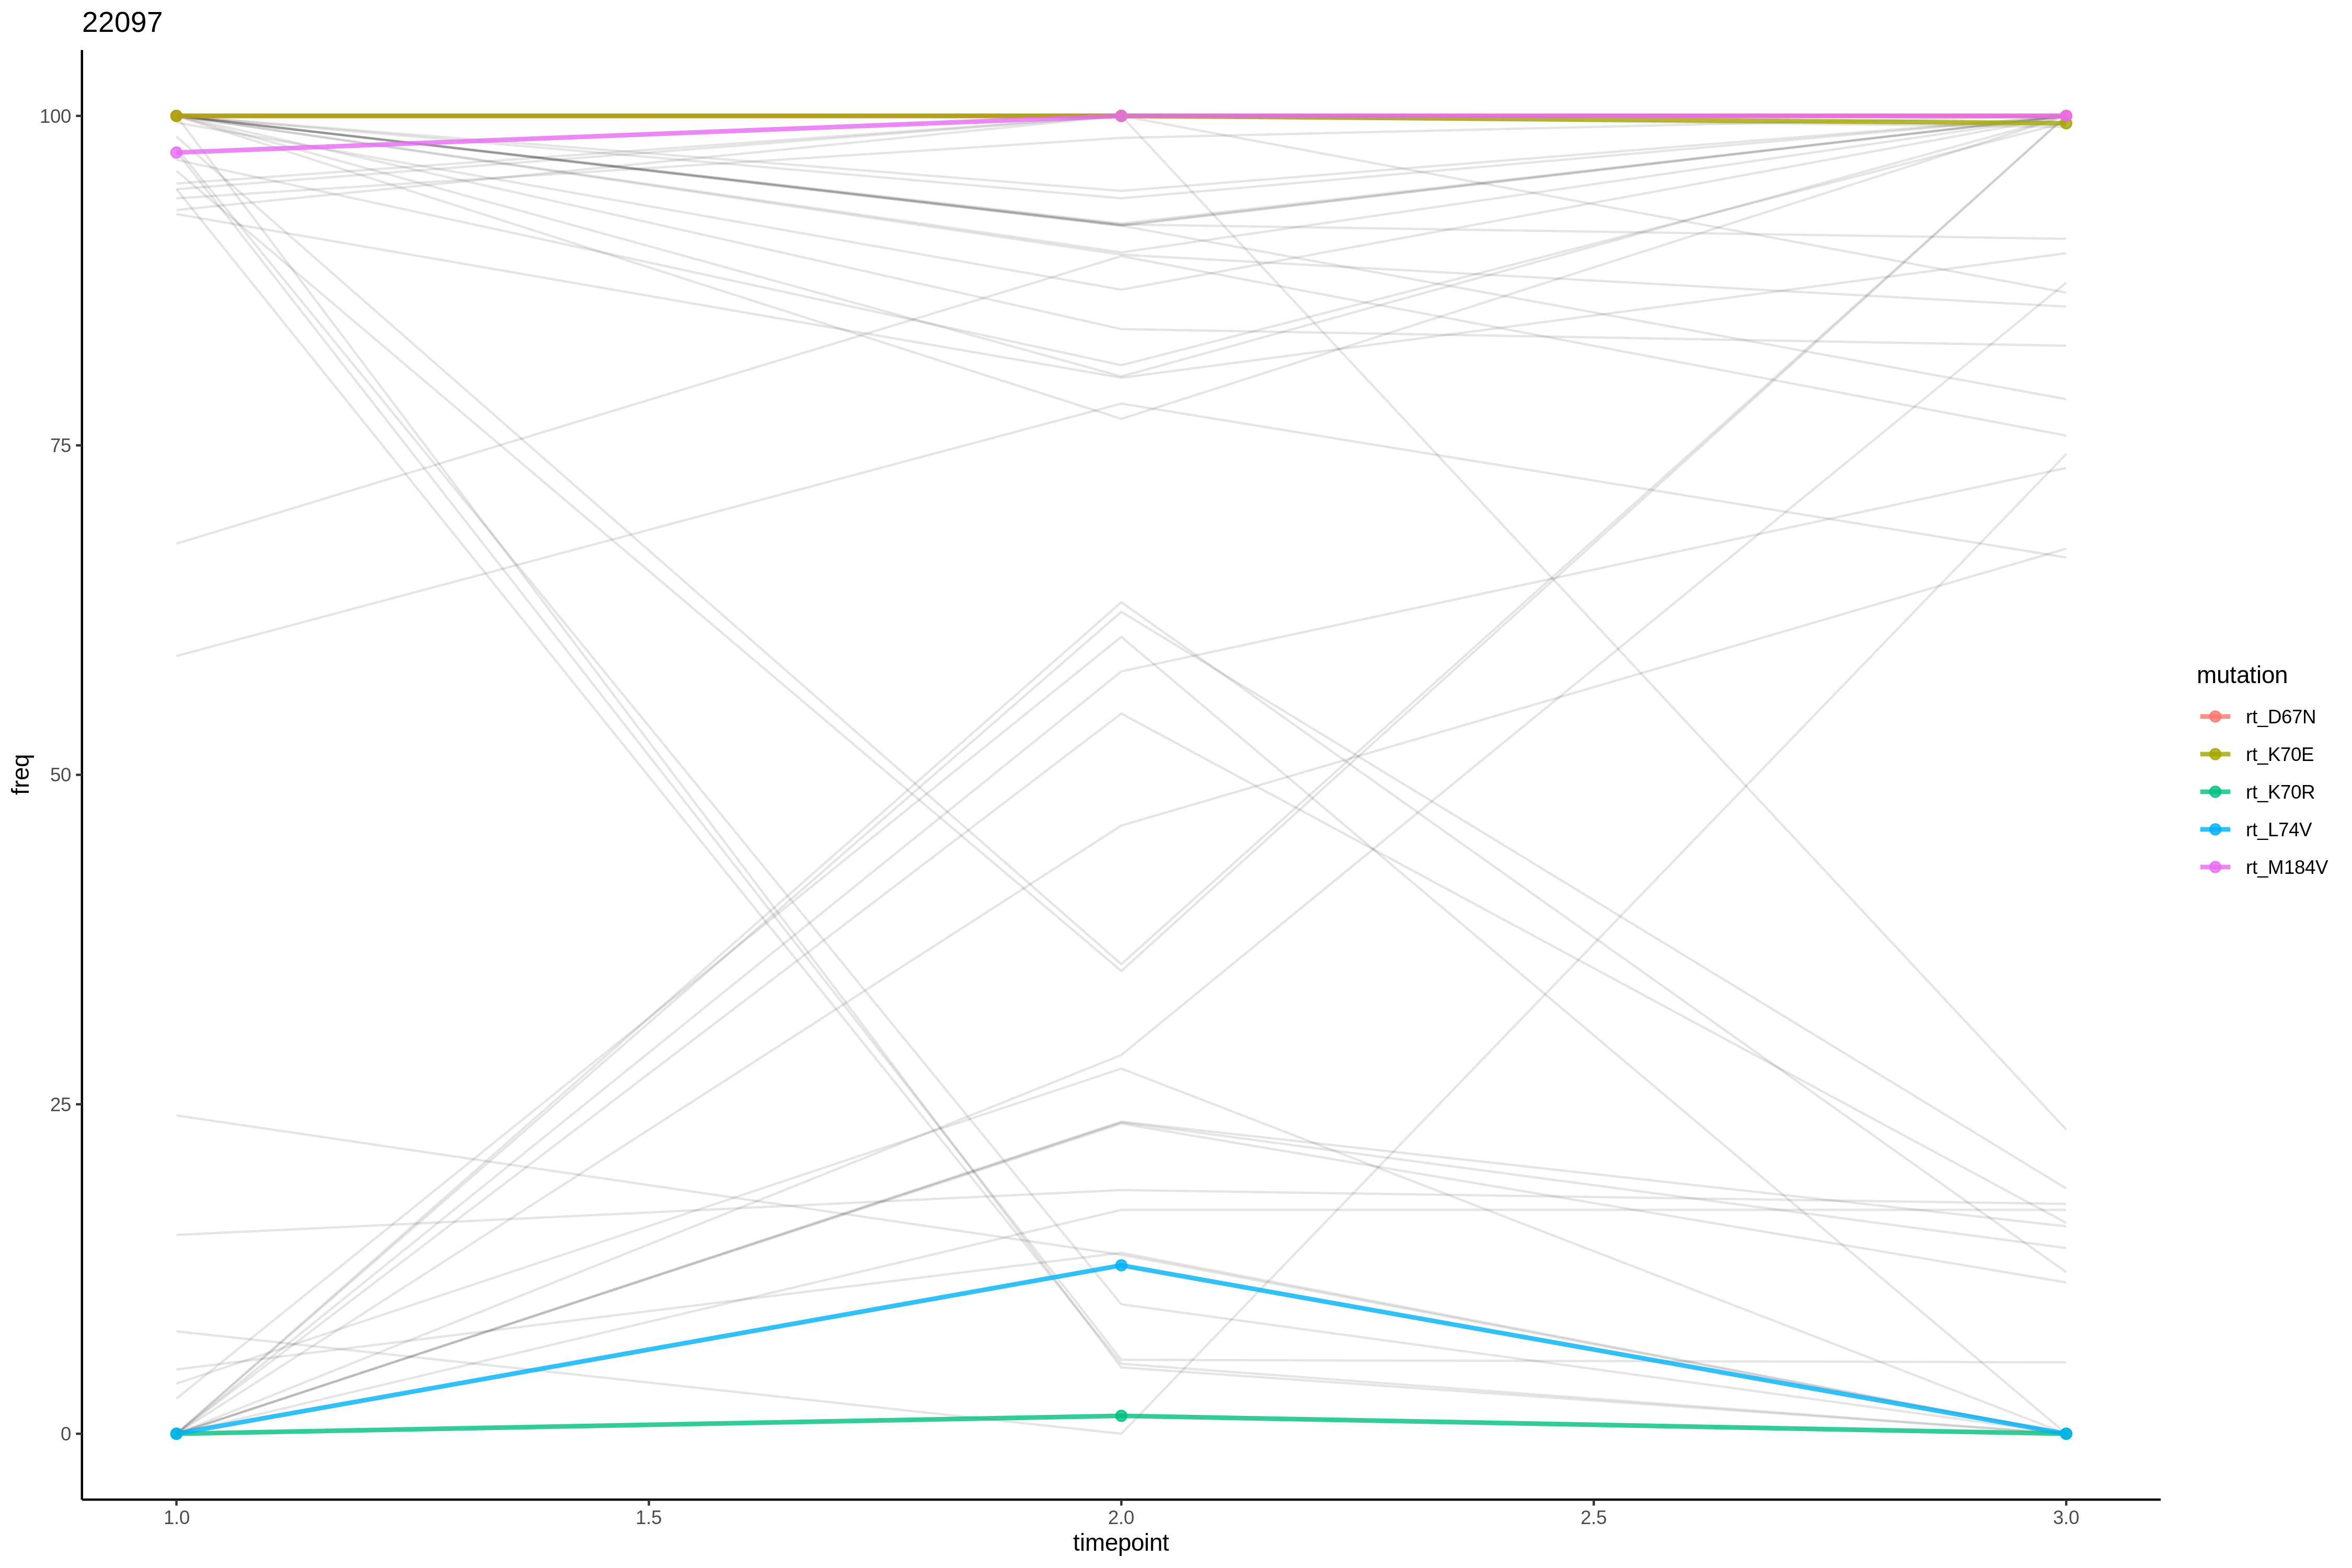 22097
freq
100
75
50
25
0
1.0
1.5
2.0
2.5
3.0
timepoint
mutation
rt_D67N
rt_K70E
rt_K70R
rt_L74V
rt_M184V